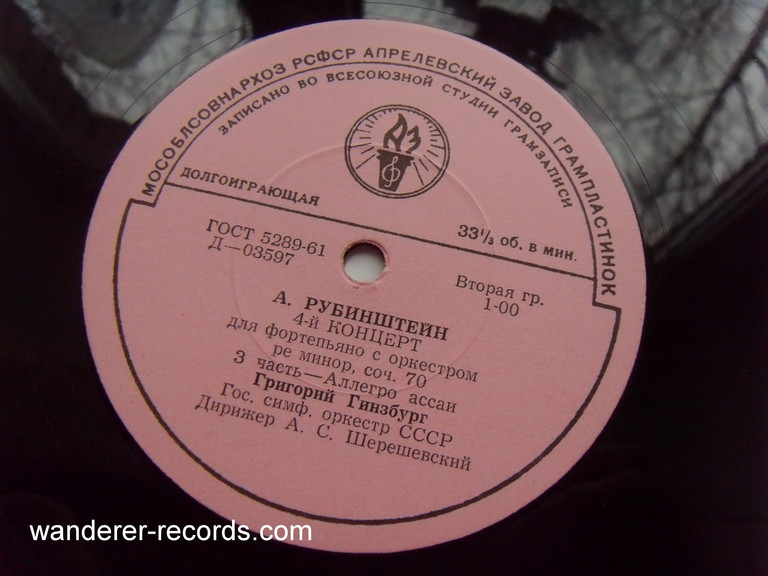 МОСОБЛСОВНАРХОЗ РСФСР АПРЕЛЕВСКИЙ ЗАВОД ГРАМПЛАСТИНОК
ЗАПИСАНО ВО ВСЕСОЮЗНОЙ СТУДИИ ГРАМЗАПИСИ
АЗ
ДОЛГОИГРАЮЩАЯ
33⅓ об. в мин.
ГОСТ 5289-61
Д—03597
Вторая гр.
1-00
А. РУБИНШТЕЙН
4-й КОНЦЕРТ
для фортепьяно с оркестром
ре минор, соч. 70
3 часть—Аллегро ассаи
Григорий Гинзбург
Гос. симф. оркестр СССР
Дирижер А. С. Шерешевский
wanderer-records.com